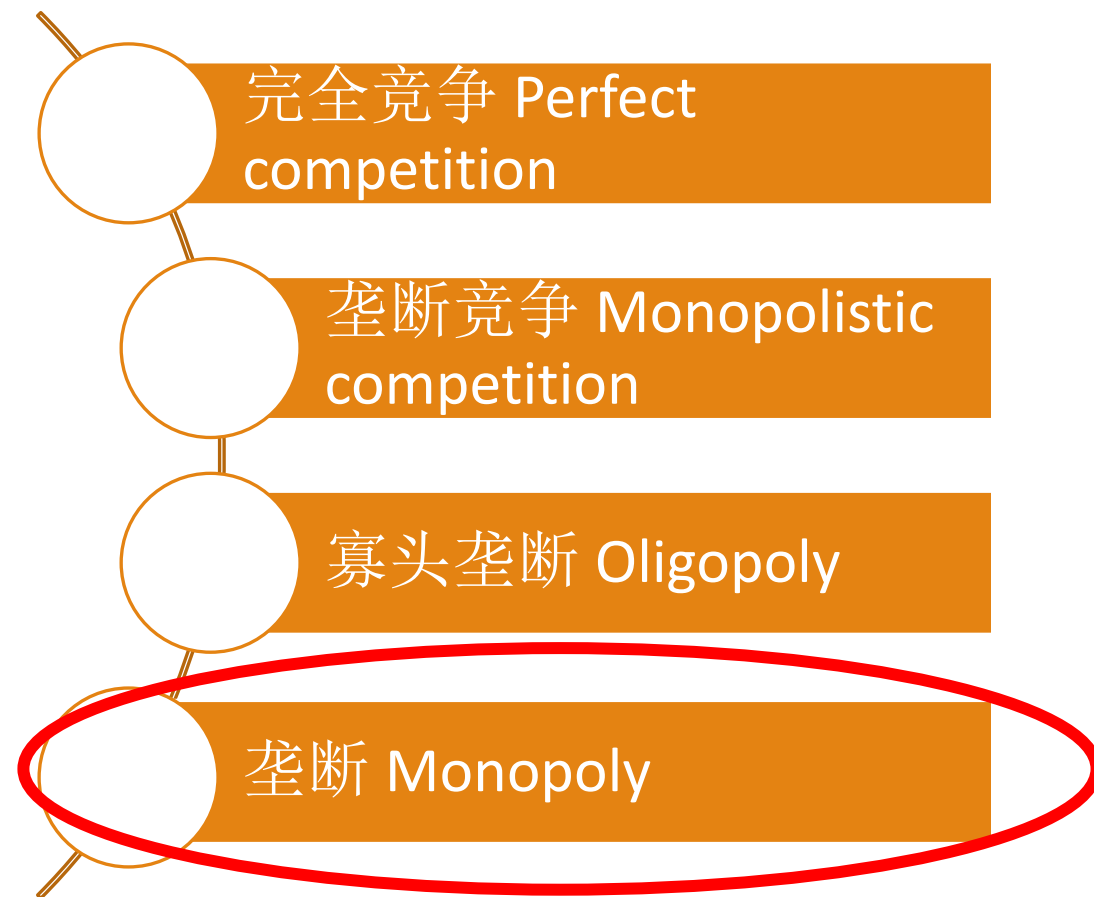 完全竞争 Perfect
competition
垄断竞争 Monopolistic
competition
寡头垄断 Oligopoly
垄断 Monopoly